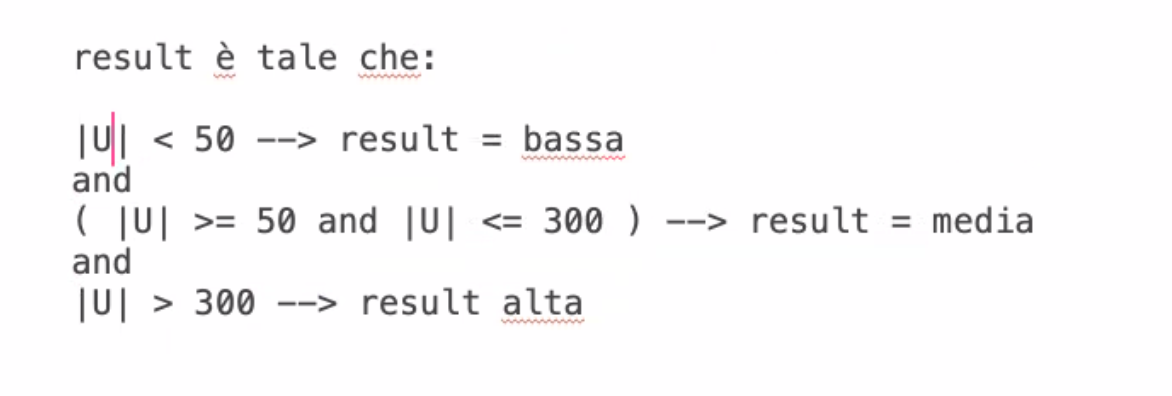 result è tale che:
|U| < 50 --> result = bassa
and
( |U| >= 50 and |U| <= 300 ) --> result = media
and
|U| > 300 --> result alta